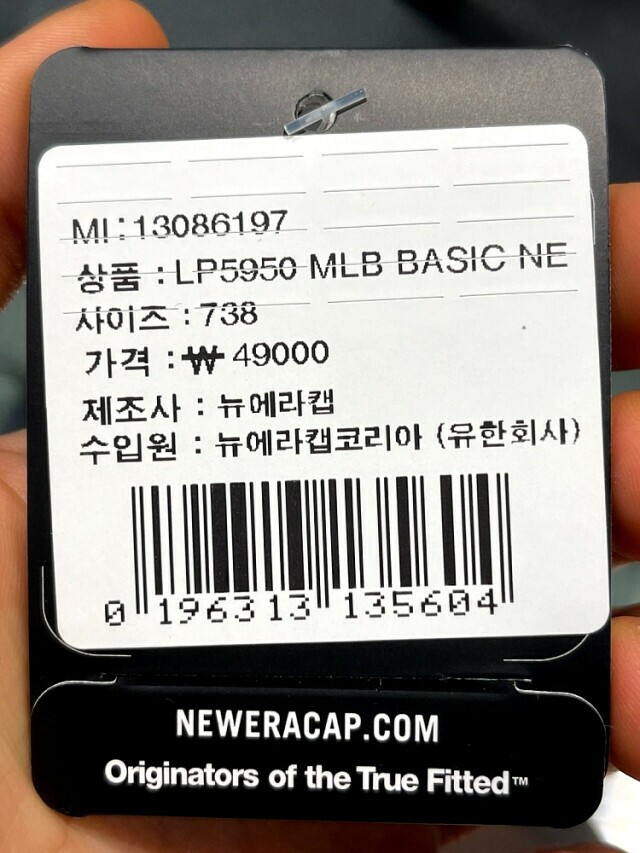 MI:13086197
상품 :LP5950 MLB BASIC NE
사이즈 :738
가격 :₩ 49000
제조사 : 뉴에라캡
수입원 : 뉴에라캡코리아 (유한회사)
0 196313 135604
NEWERACAP.COM
Originators of the True Fitted™